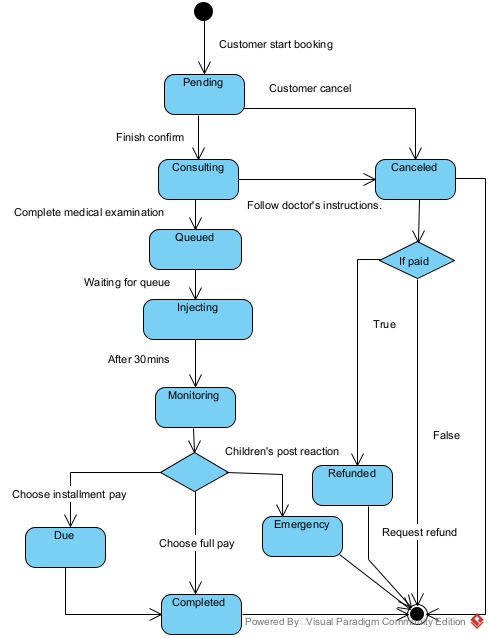 Customer start booking
Pending
Customer cancel
Finish confirm
Consulting
Canceled
Follow doctor's instructions.
Complete medical examination
Queued
If paid
Waiting for queue
Injecting
True
After 30mins
Monitoring
False
Children's post reaction
Refunded
Choose installment pay
Emergency
Request refund
Due
Choose full pay
Completed
Powered By Visual Paradigm Community Edition